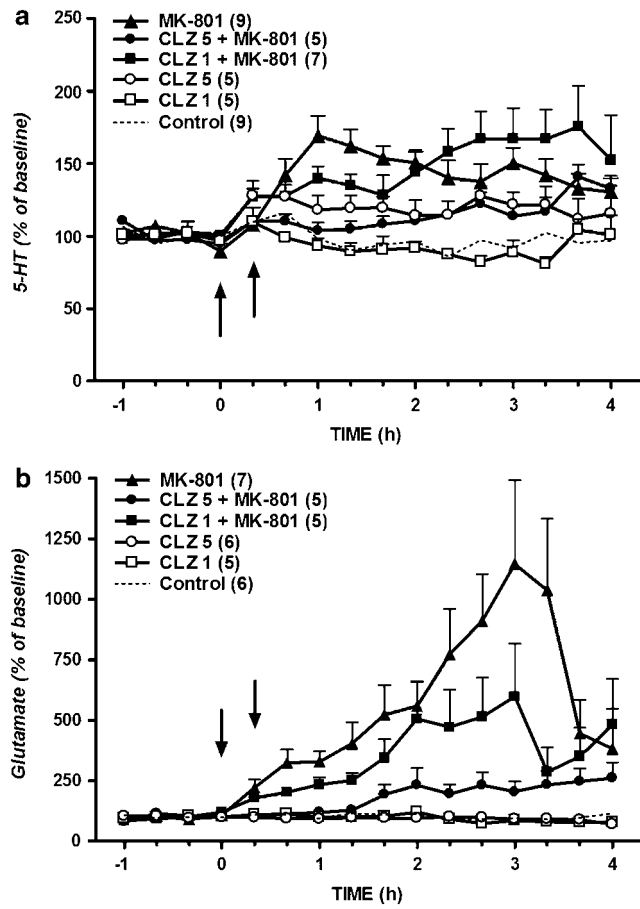 a
MK-801 (9)
CLZ 5 + MK-801 (5)
CLZ 1 + MK-801 (7)
CLZ 5 (5)
CLZ 1 (5)
Control (9)
250
200
150
100
50
0
5-HT (% of baseline)
-1 0 1 2 3 4
TIME (h)
b
MK-801 (7)
CLZ 5 + MK-801 (5)
CLZ 1 + MK-801 (5)
CLZ 5 (6)
CLZ 1 (5)
Control (6)
1500
1250
1000
750
500
250
0
Glutamate (% of baseline)
-1 0 1 2 3 4
TIME (h)